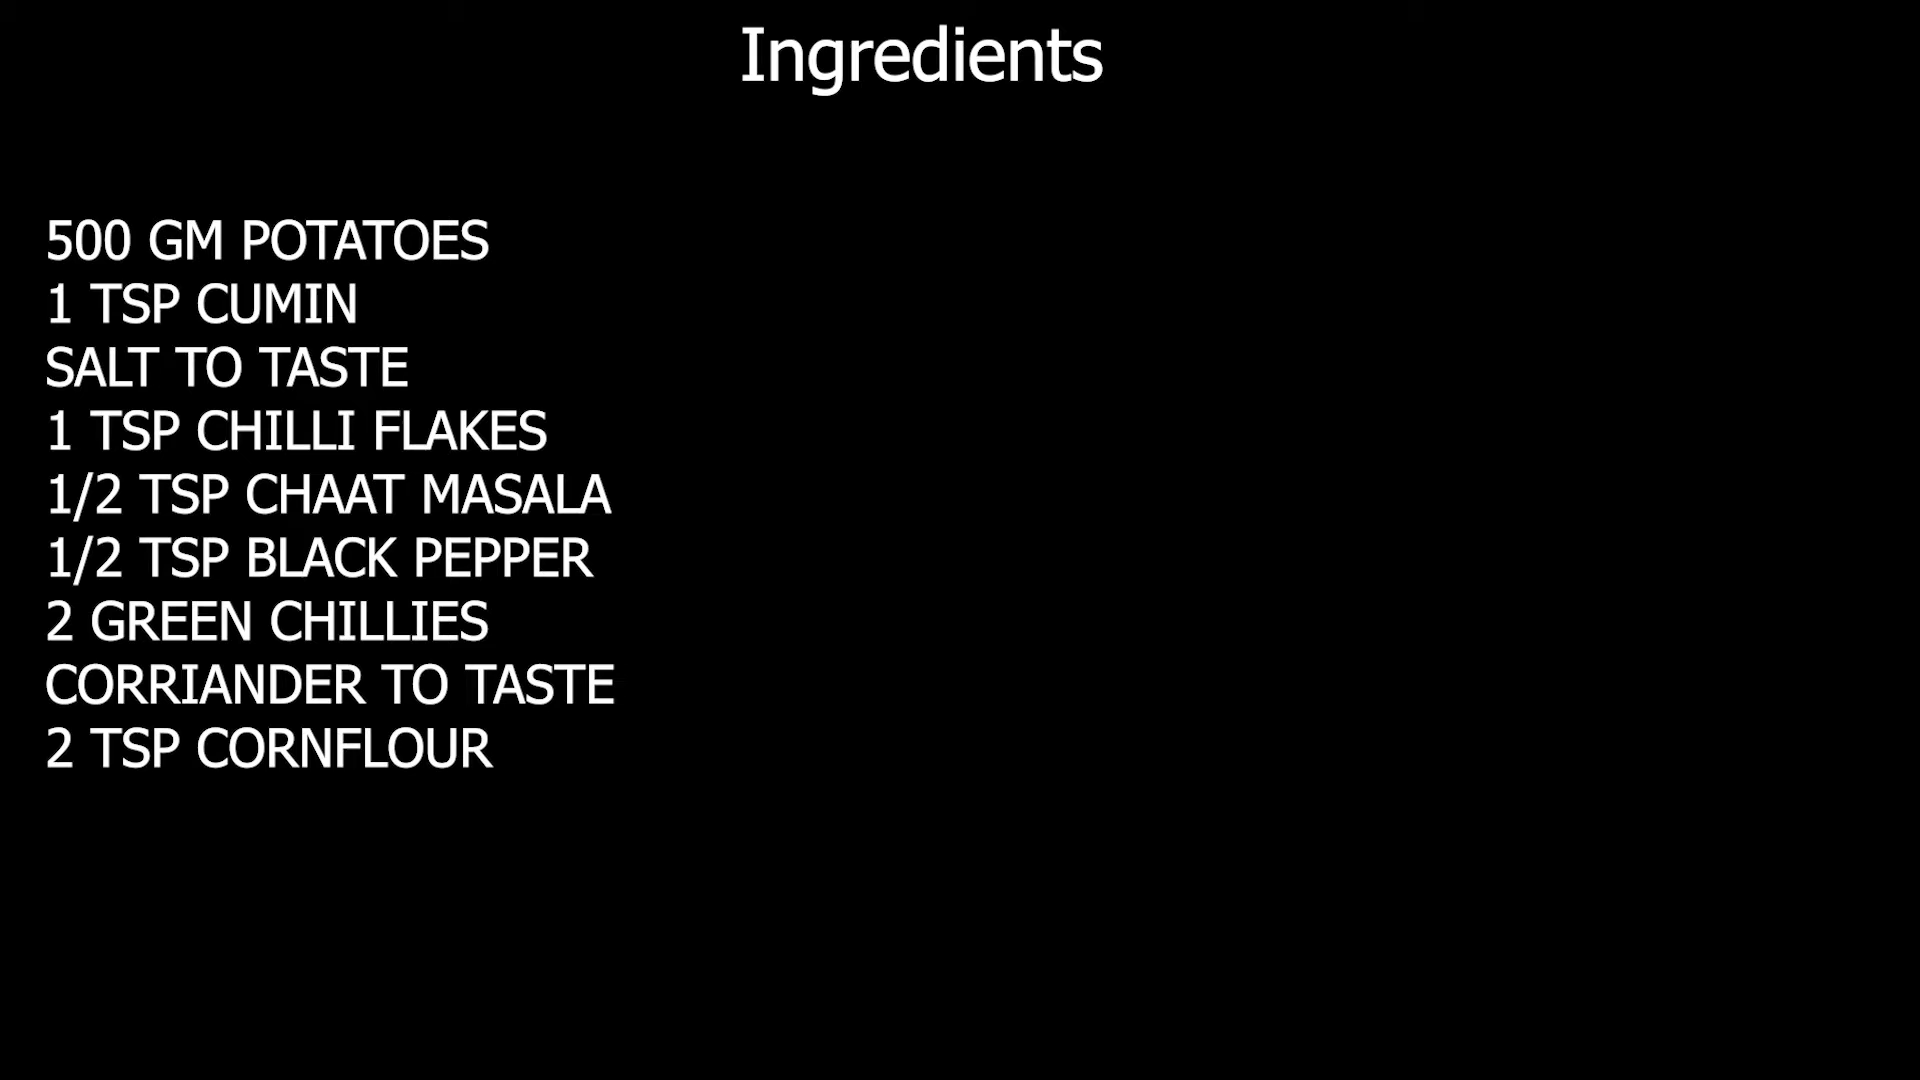 Ingredients
500 GM POTATOES
1 TSP CUMIN
SALT TO TASTE
1 TSP CHILLI FLAKES
1/2 TSP CHAAT MASALA
1/2 TSP BLACK PEPPER
2 GREEN CHILLIES
CORRIANDER TO TASTE
2 TSP CORNFLOUR